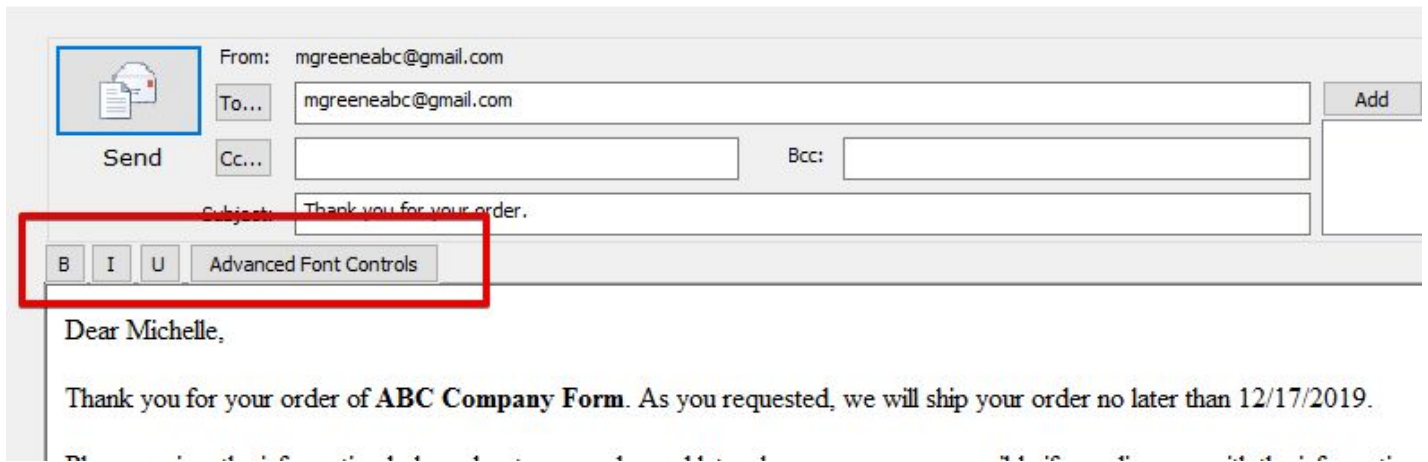 From: mgreeneabc@gmail.com
To... mgreeneabc@gmail.com Add
Send Cc... Bcc:
Subject: Thank you for your order.
B I U Advanced Font Controls
Dear Michelle,
Thank you for your order of ABC Company Form. As you requested, we will ship your order no later than 12/17/2019.